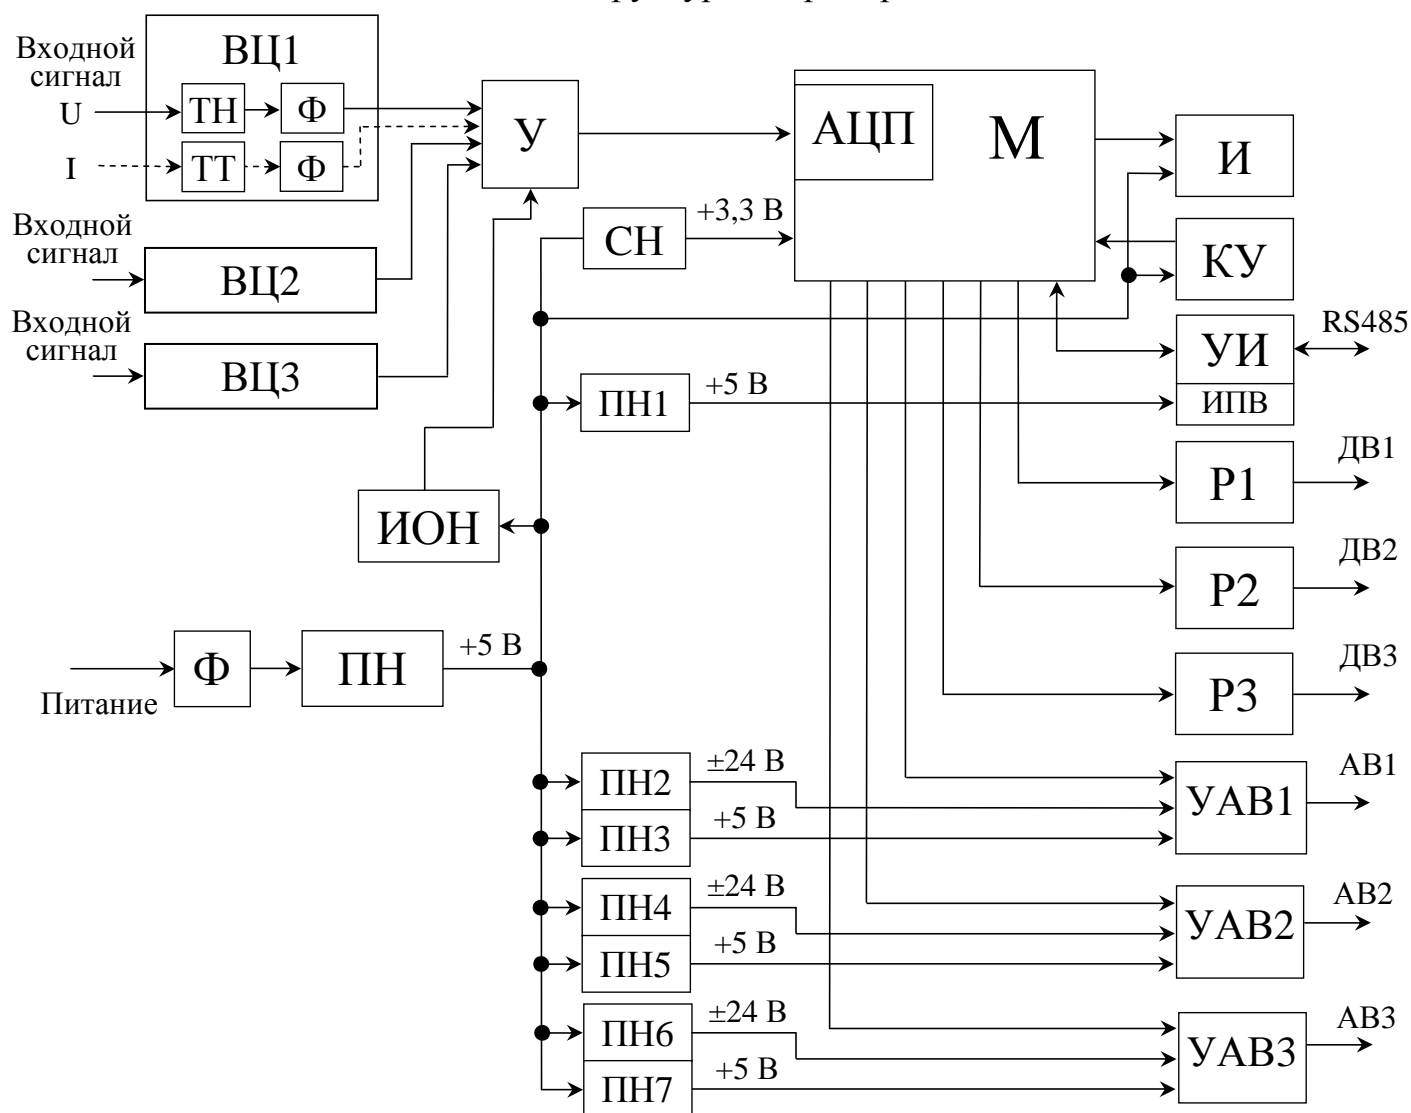 Входной
сигнал
U
I
ВЦ1
ТН
Ф
ТТ
Ф
У
АЦП
М
И
Входной
сигнал
ВЦ2
СН
+3,3 В
КУ
Входной
сигнал
ВЦ3
УИ
RS485
ИПВ
ПН1
+5 В
Р1
ДВ1
ИОН
Р2
ДВ2
Питание
Ф
ПН
+5 В
Р3
ДВ3
ПН2
±24 В
ПН3
+5 В
УАВ1
АВ1
ПН4
±24 В
ПН5
+5 В
УАВ2
АВ2
ПН6
±24 В
ПН7
+5 В
УАВ3
АВ3